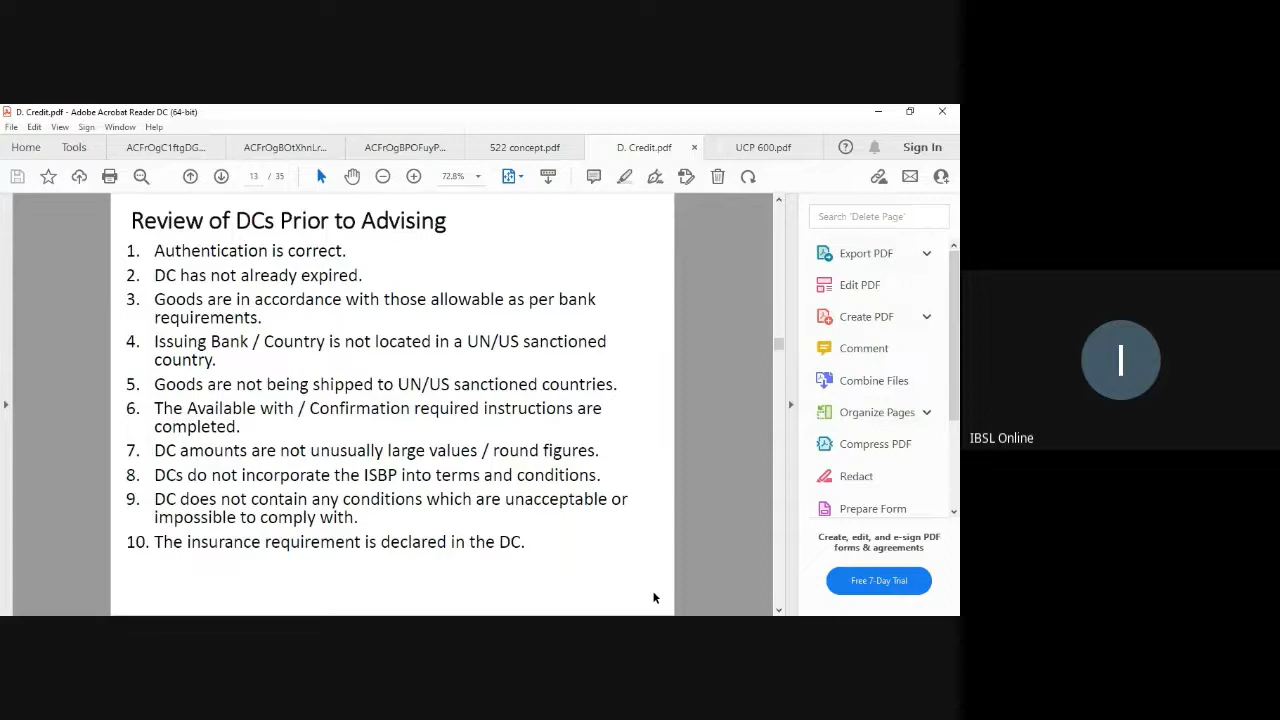 D. Credit.pdf - Adobe Acrobat Reader DC (64-bit)
File Edit View Sign Window Help
Home Tools ACFrOgC1ftgDG... ACFrOgBOtXhnLr... ACFrOgBPOFuyP... 522 concept.pdf D. Credit.pdf × UCP 600.pdf Sign In
13 / 35 72.8%
Review of DCs Prior to Advising
1. Authentication is correct.
2. DC has not already expired.
3. Goods are in accordance with those allowable as per bank
requirements.
4. Issuing Bank / Country is not located in a UN/US sanctioned
country.
5. Goods are not being shipped to UN/US sanctioned countries.
6. The Available with / Confirmation required instructions are
completed.
7. DC amounts are not unusually large values / round figures.
8. DCs do not incorporate the ISBP into terms and conditions.
9. DC does not contain any conditions which are unacceptable or
impossible to comply with.
10. The insurance requirement is declared in the DC.
Search 'Delete Page'
Export PDF
Edit PDF
Create PDF
Comment
Combine Files
Organize Pages
Compress PDF
Redact
Prepare Form
Create, edit, and e-sign PDF
forms & agreements
Free 7-Day Trial
I
IBSL Online